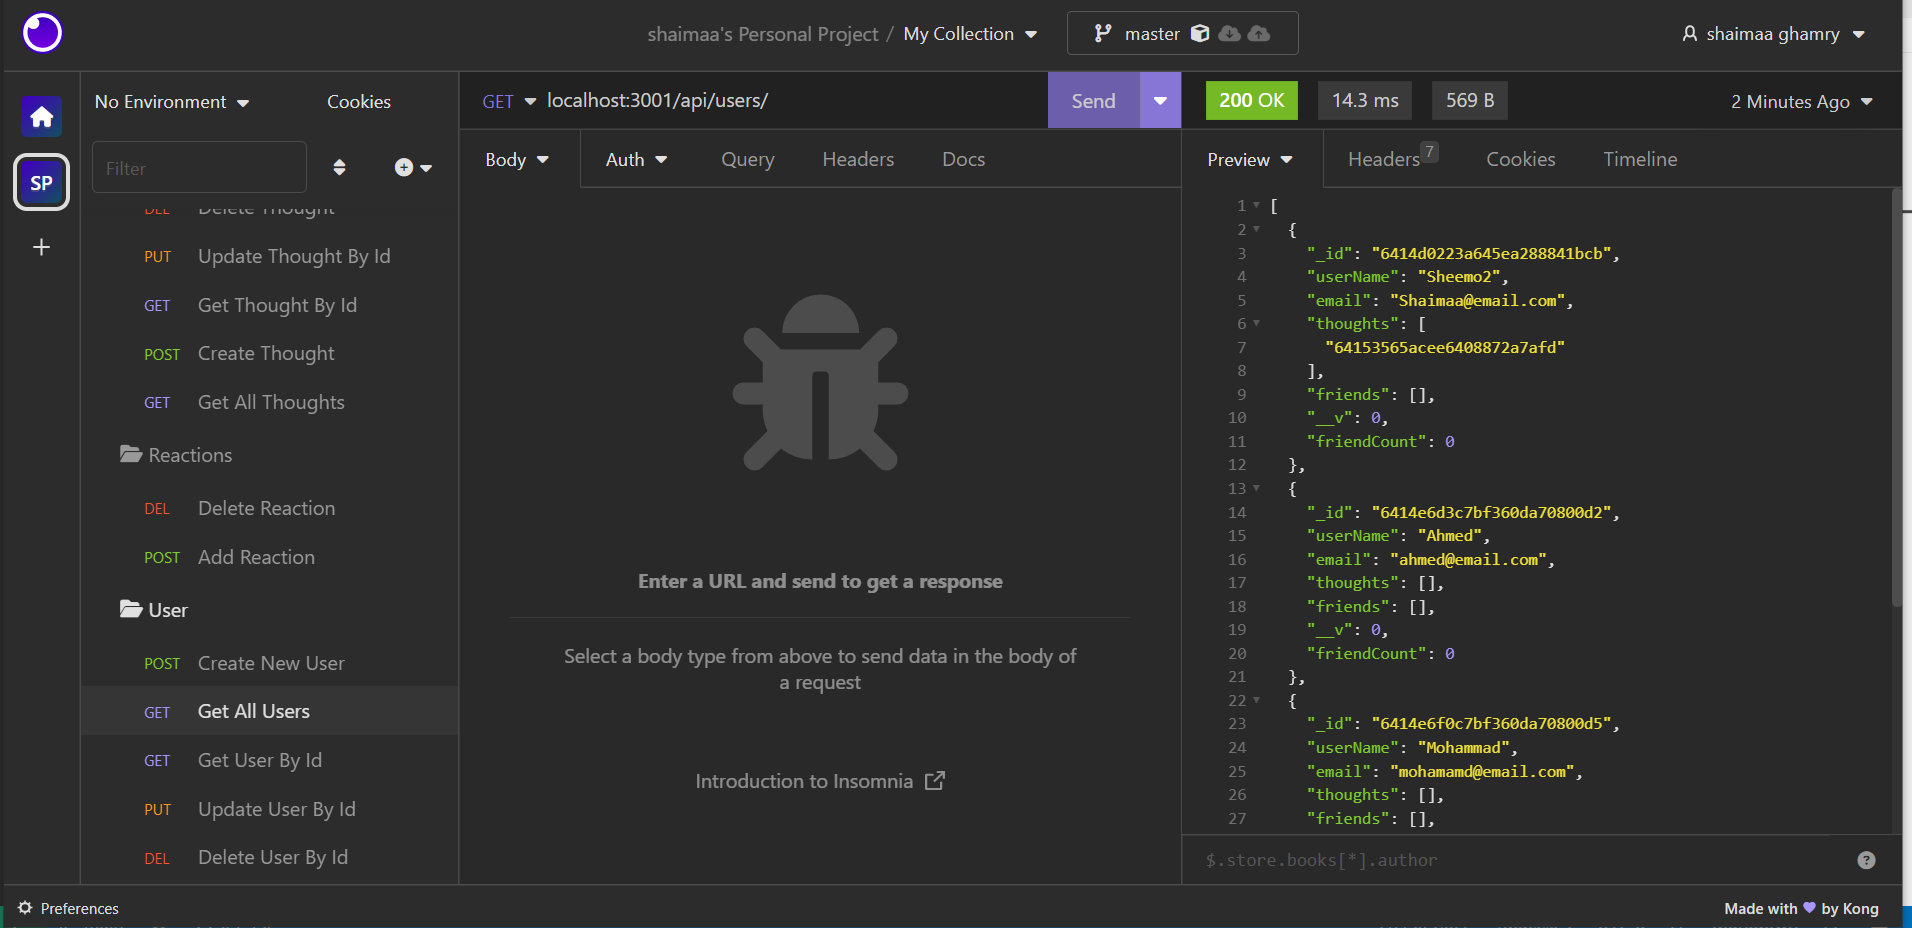 shaimaa's Personal Project / My Collection
master
shaimaa ghamry
SP
No Environment
Cookies
Filter
DEL Delete Thought
PUT Update Thought By Id
GET Get Thought By Id
POST Create Thought
GET Get All Thoughts
Reactions
DEL Delete Reaction
POST Add Reaction
User
POST Create New User
GET Get All Users
GET Get User By Id
PUT Update User By Id
DEL Delete User By Id
GET localhost:3001/api/users/
Send
Body Auth Query Headers Docs
Enter a URL and send to get a response
Select a body type from above to send data in the body of
a request
Introduction to Insomnia
200 OK 14.3 ms 569 B 2 Minutes Ago
Preview Headers 7 Cookies Timeline
1 [
2 {
3 "_id": "6414d0223a645ea288841bcb",
4 "userName": "Sheemo2",
5 "email": "Shaimaa@email.com",
6 "thoughts": [
7 "64153565acee6408872a7afd"
8 ],
9 "friends": [],
10 "__v": 0,
11 "friendCount": 0
12 },
13 {
14 "_id": "6414e6d3c7bf360da70800d2",
15 "userName": "Ahmed",
16 "email": "ahmed@email.com",
17 "thoughts": [],
18 "friends": [],
19 "__v": 0,
20 "friendCount": 0
21 },
22 {
23 "_id": "6414e6f0c7bf360da70800d5",
24 "userName": "Mohammad",
25 "email": "mohamamd@email.com",
26 "thoughts": [],
27 "friends": [],
$.store.books[*].author
Preferences
Made with by Kong